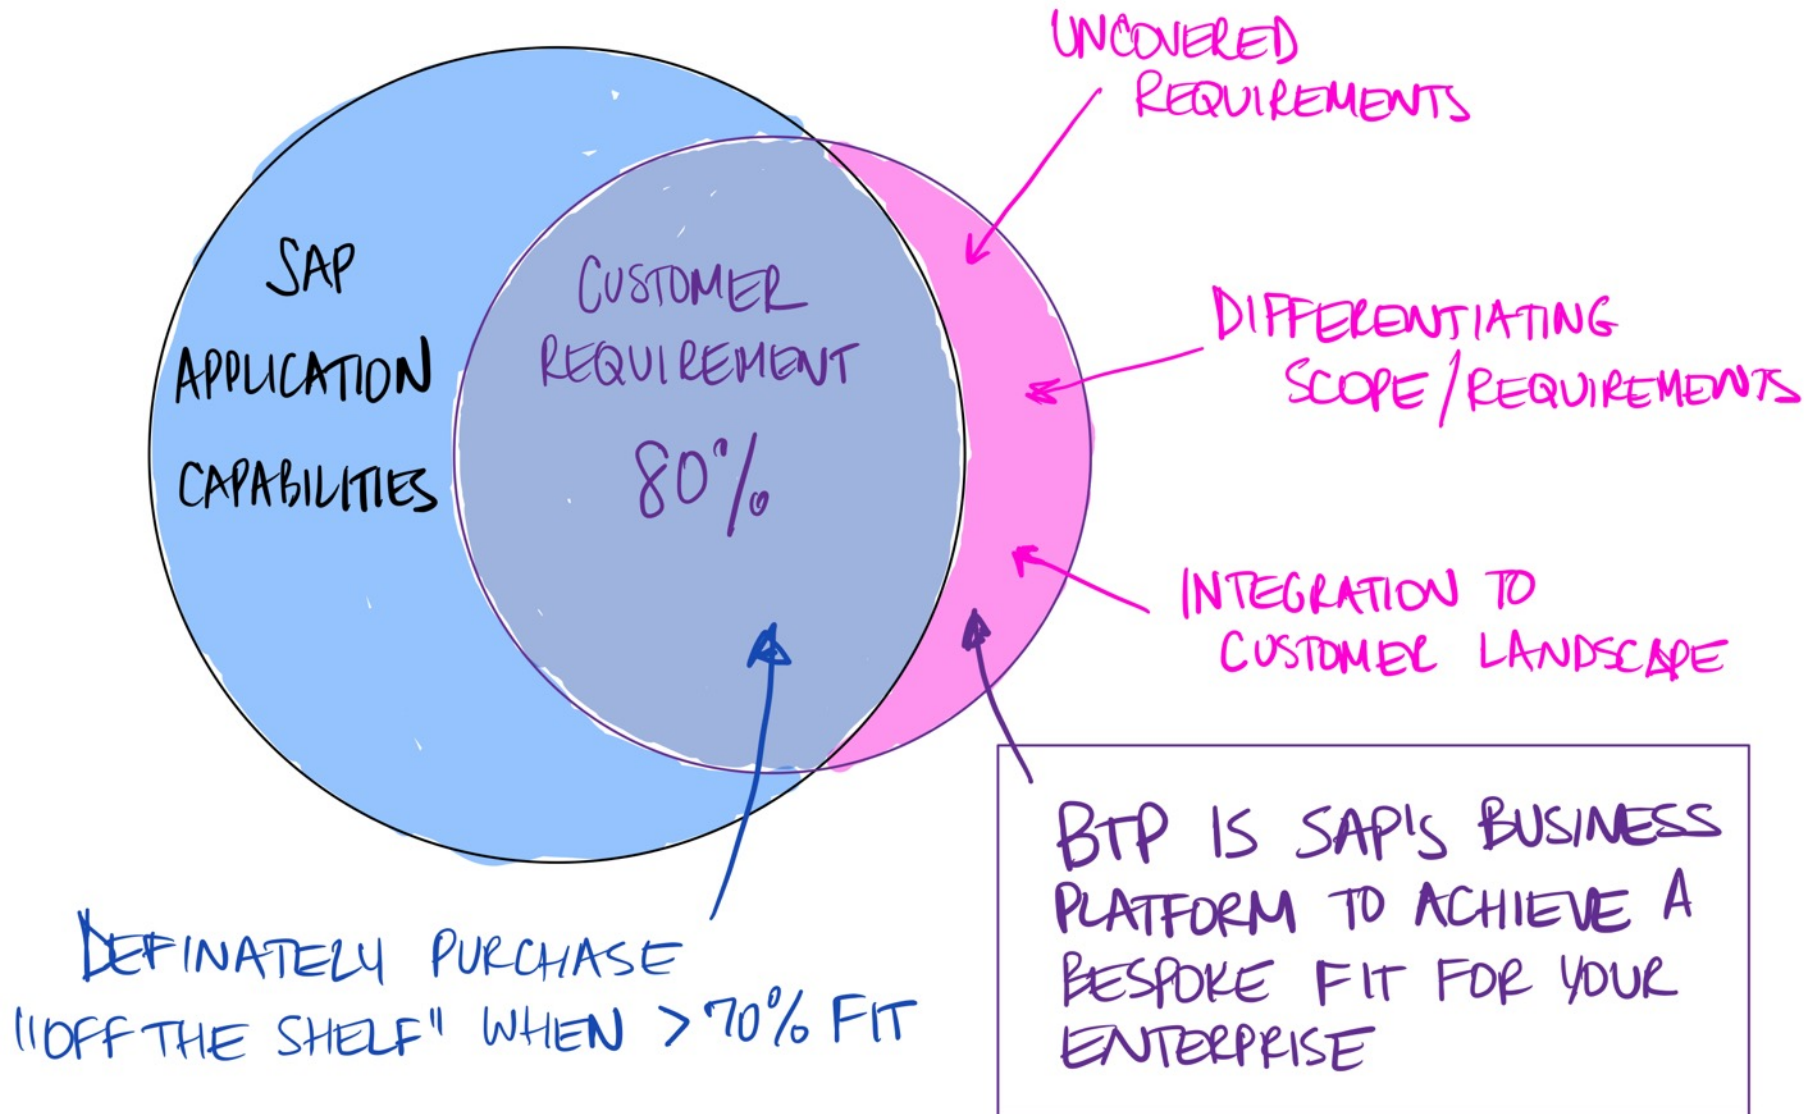 UNCOVERED
REQUIREMENTS
SAP
APPLICATION
CAPABILITIES
CUSTOMER
REQUIREMENT
80%
DIFFERENTIATING
SCOPE/REQUIREMENTS
INTEGRATION TO
CUSTOMER LANDSCAPE
DEFINATELY PURCHASE
"OFF THE SHELF" WHEN >70% FIT
BTP IS SAP'S BUSINESS
PLATFORM TO ACHIEVE A
BESPOKE FIT FOR YOUR
ENTERPRISE